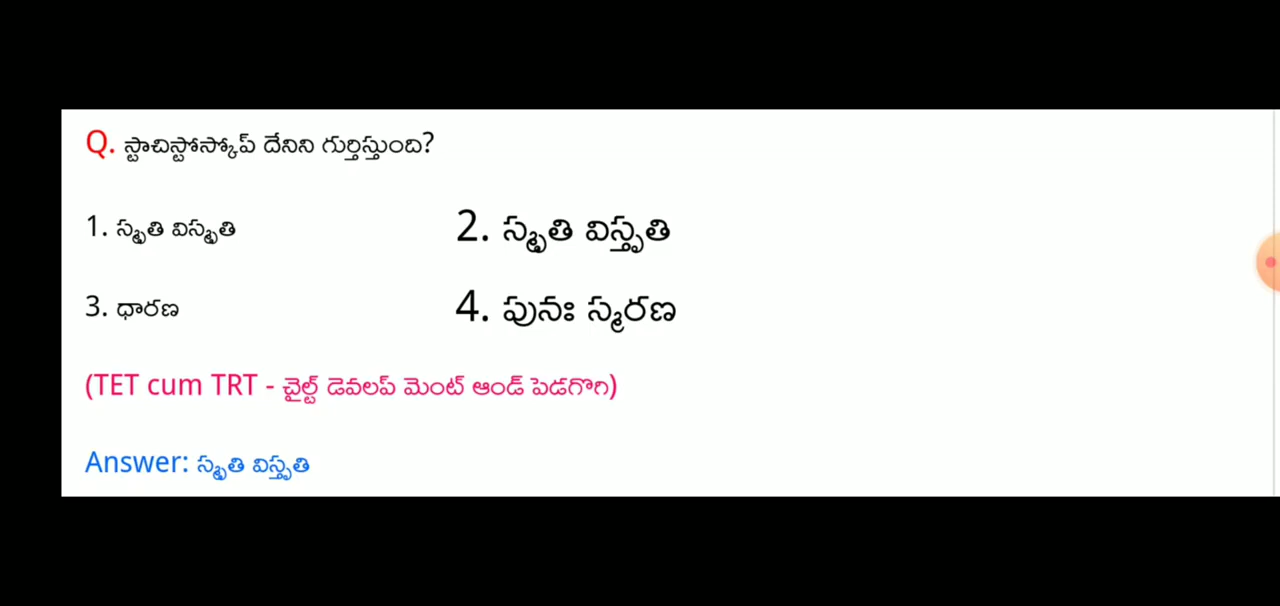 Q. స్టాచిస్టోస్కోప్ దేనిని గుర్తిస్తుంది?
1. స్మృతి విస్మృతి 2. స్మృతి విస్తృతి
3. ధారణ 4. పునః స్మరణ
(TET cum TRT - చైల్ట్ డెవలప్ మెంట్ ఆండ్ పెడగొగి)
Answer: స్మృతి విస్తృతి